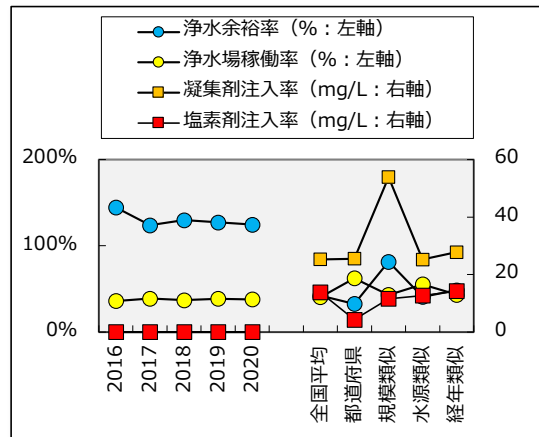 浄水余裕率（%：左軸）
浄水場稼働率（%：左軸）
凝集剤注入率（mg/L：右軸）
塩素剤注入率（mg/L：右軸）
200%
100%
0%
60
40
20
0
2016
2017
2018
2019
2020
全国平均
都道府県
規模類似
水源類似
経年類似